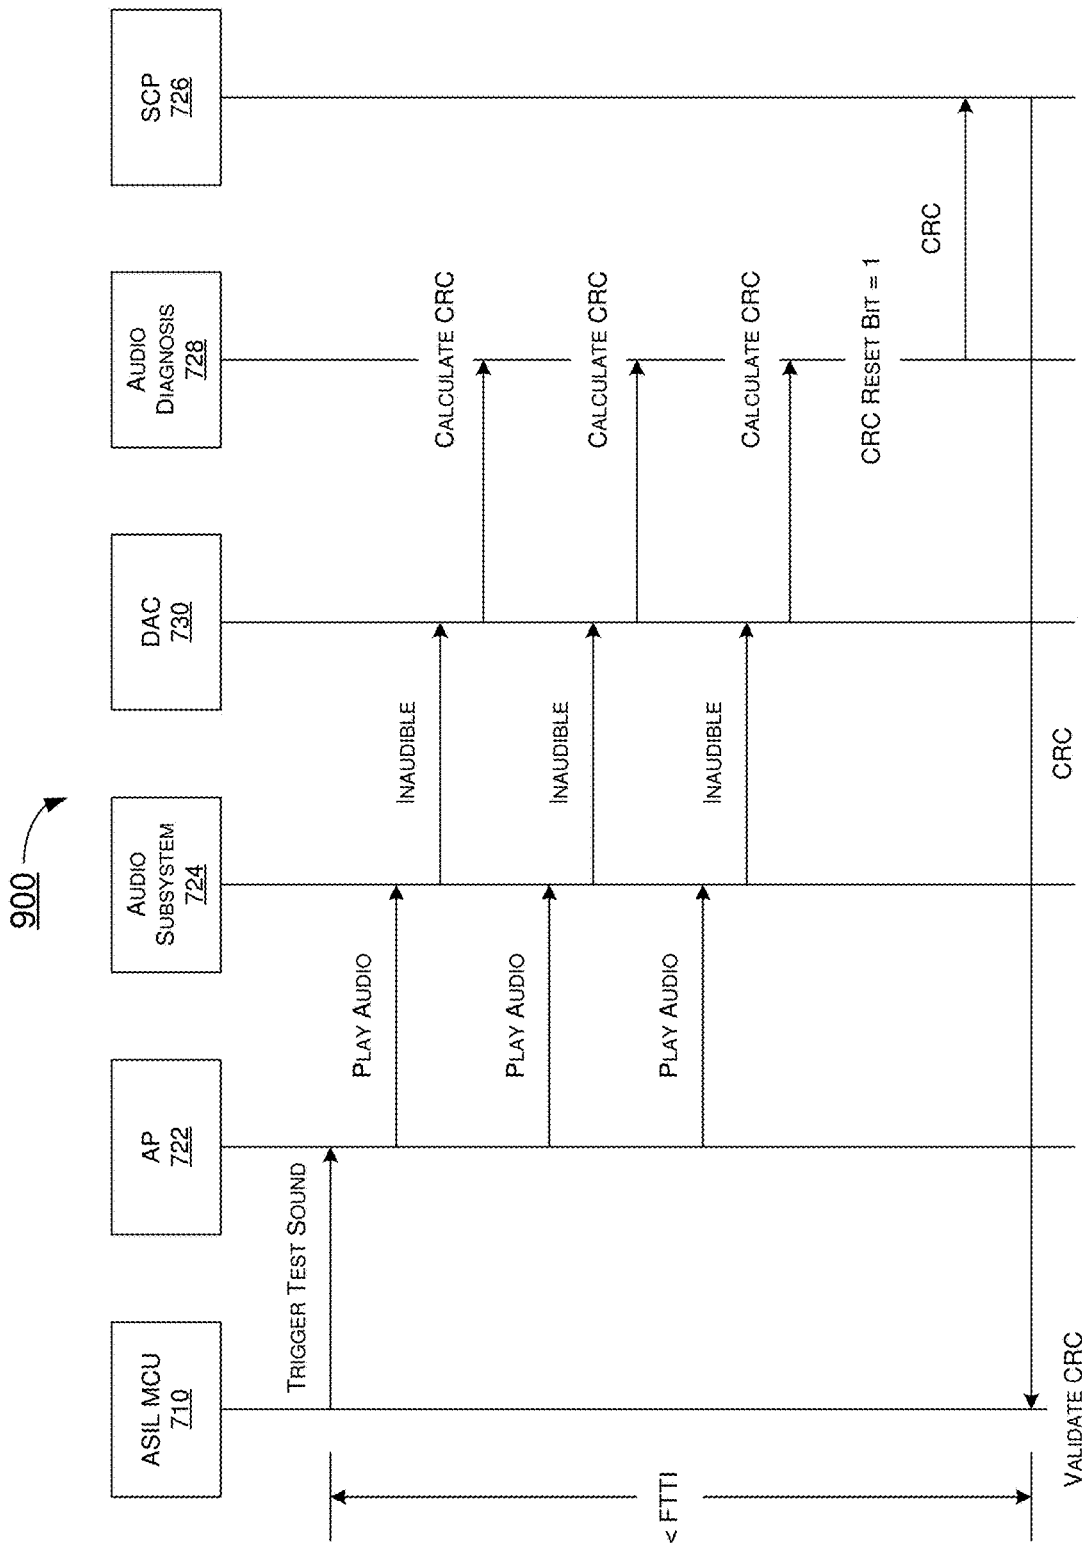 900
ASIL MCU
710
AP
722
AUDIO
SUBSYSTEM
724
DAC
730
AUDIO
DIAGNOSIS
728
SCP
726
TRIGGER TEST SOUND
PLAY AUDIO
INAUDIBLE
CALCULATE CRC
PLAY AUDIO
INAUDIBLE
CALCULATE CRC
PLAY AUDIO
INAUDIBLE
CALCULATE CRC
< FTTI
CRC RESET BIT = 1
CRC
CRC
VALIDATE CRC